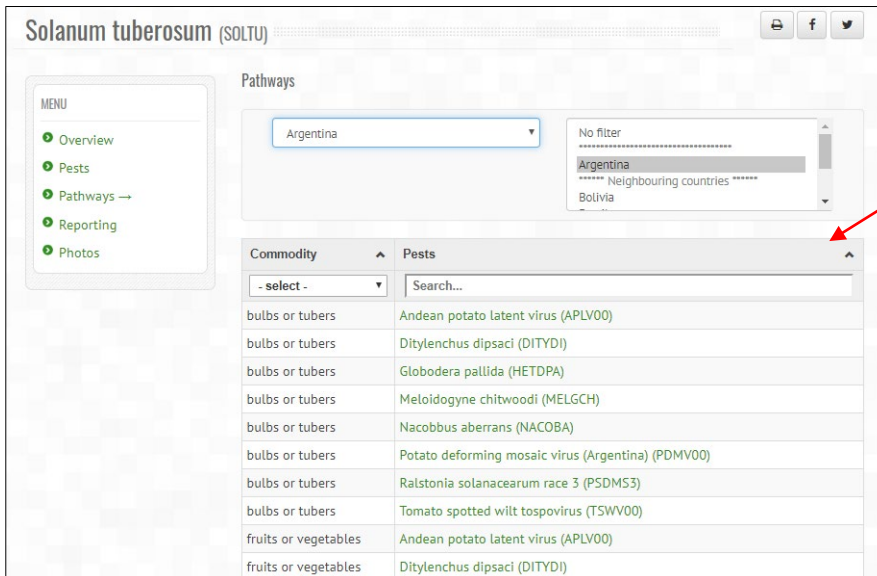 Solanum tuberosum (SOLTU)
MENU
Overview
Pests
Pathways →
Reporting
Photos
Pathways
Argentina
No filter
************************************
Argentina
****** Neighbouring countries ******
Bolivia
Commodity Pests
- select - Search...
bulbs or tubers Andean potato latent virus (APLV00)
bulbs or tubers Ditylenchus dipsaci (DITYDI)
bulbs or tubers Globodera pallida (HETDPA)
bulbs or tubers Meloidogyne chitwoodi (MELGCH)
bulbs or tubers Nacobbus aberrans (NACOBA)
bulbs or tubers Potato deforming mosaic virus (Argentina) (PDMV00)
bulbs or tubers Ralstonia solanacearum race 3 (PSDMS3)
bulbs or tubers Tomato spotted wilt tospovirus (TSWV00)
fruits or vegetables Andean potato latent virus (APLV00)
fruits or vegetables Ditylenchus dipsaci (DITYDI)